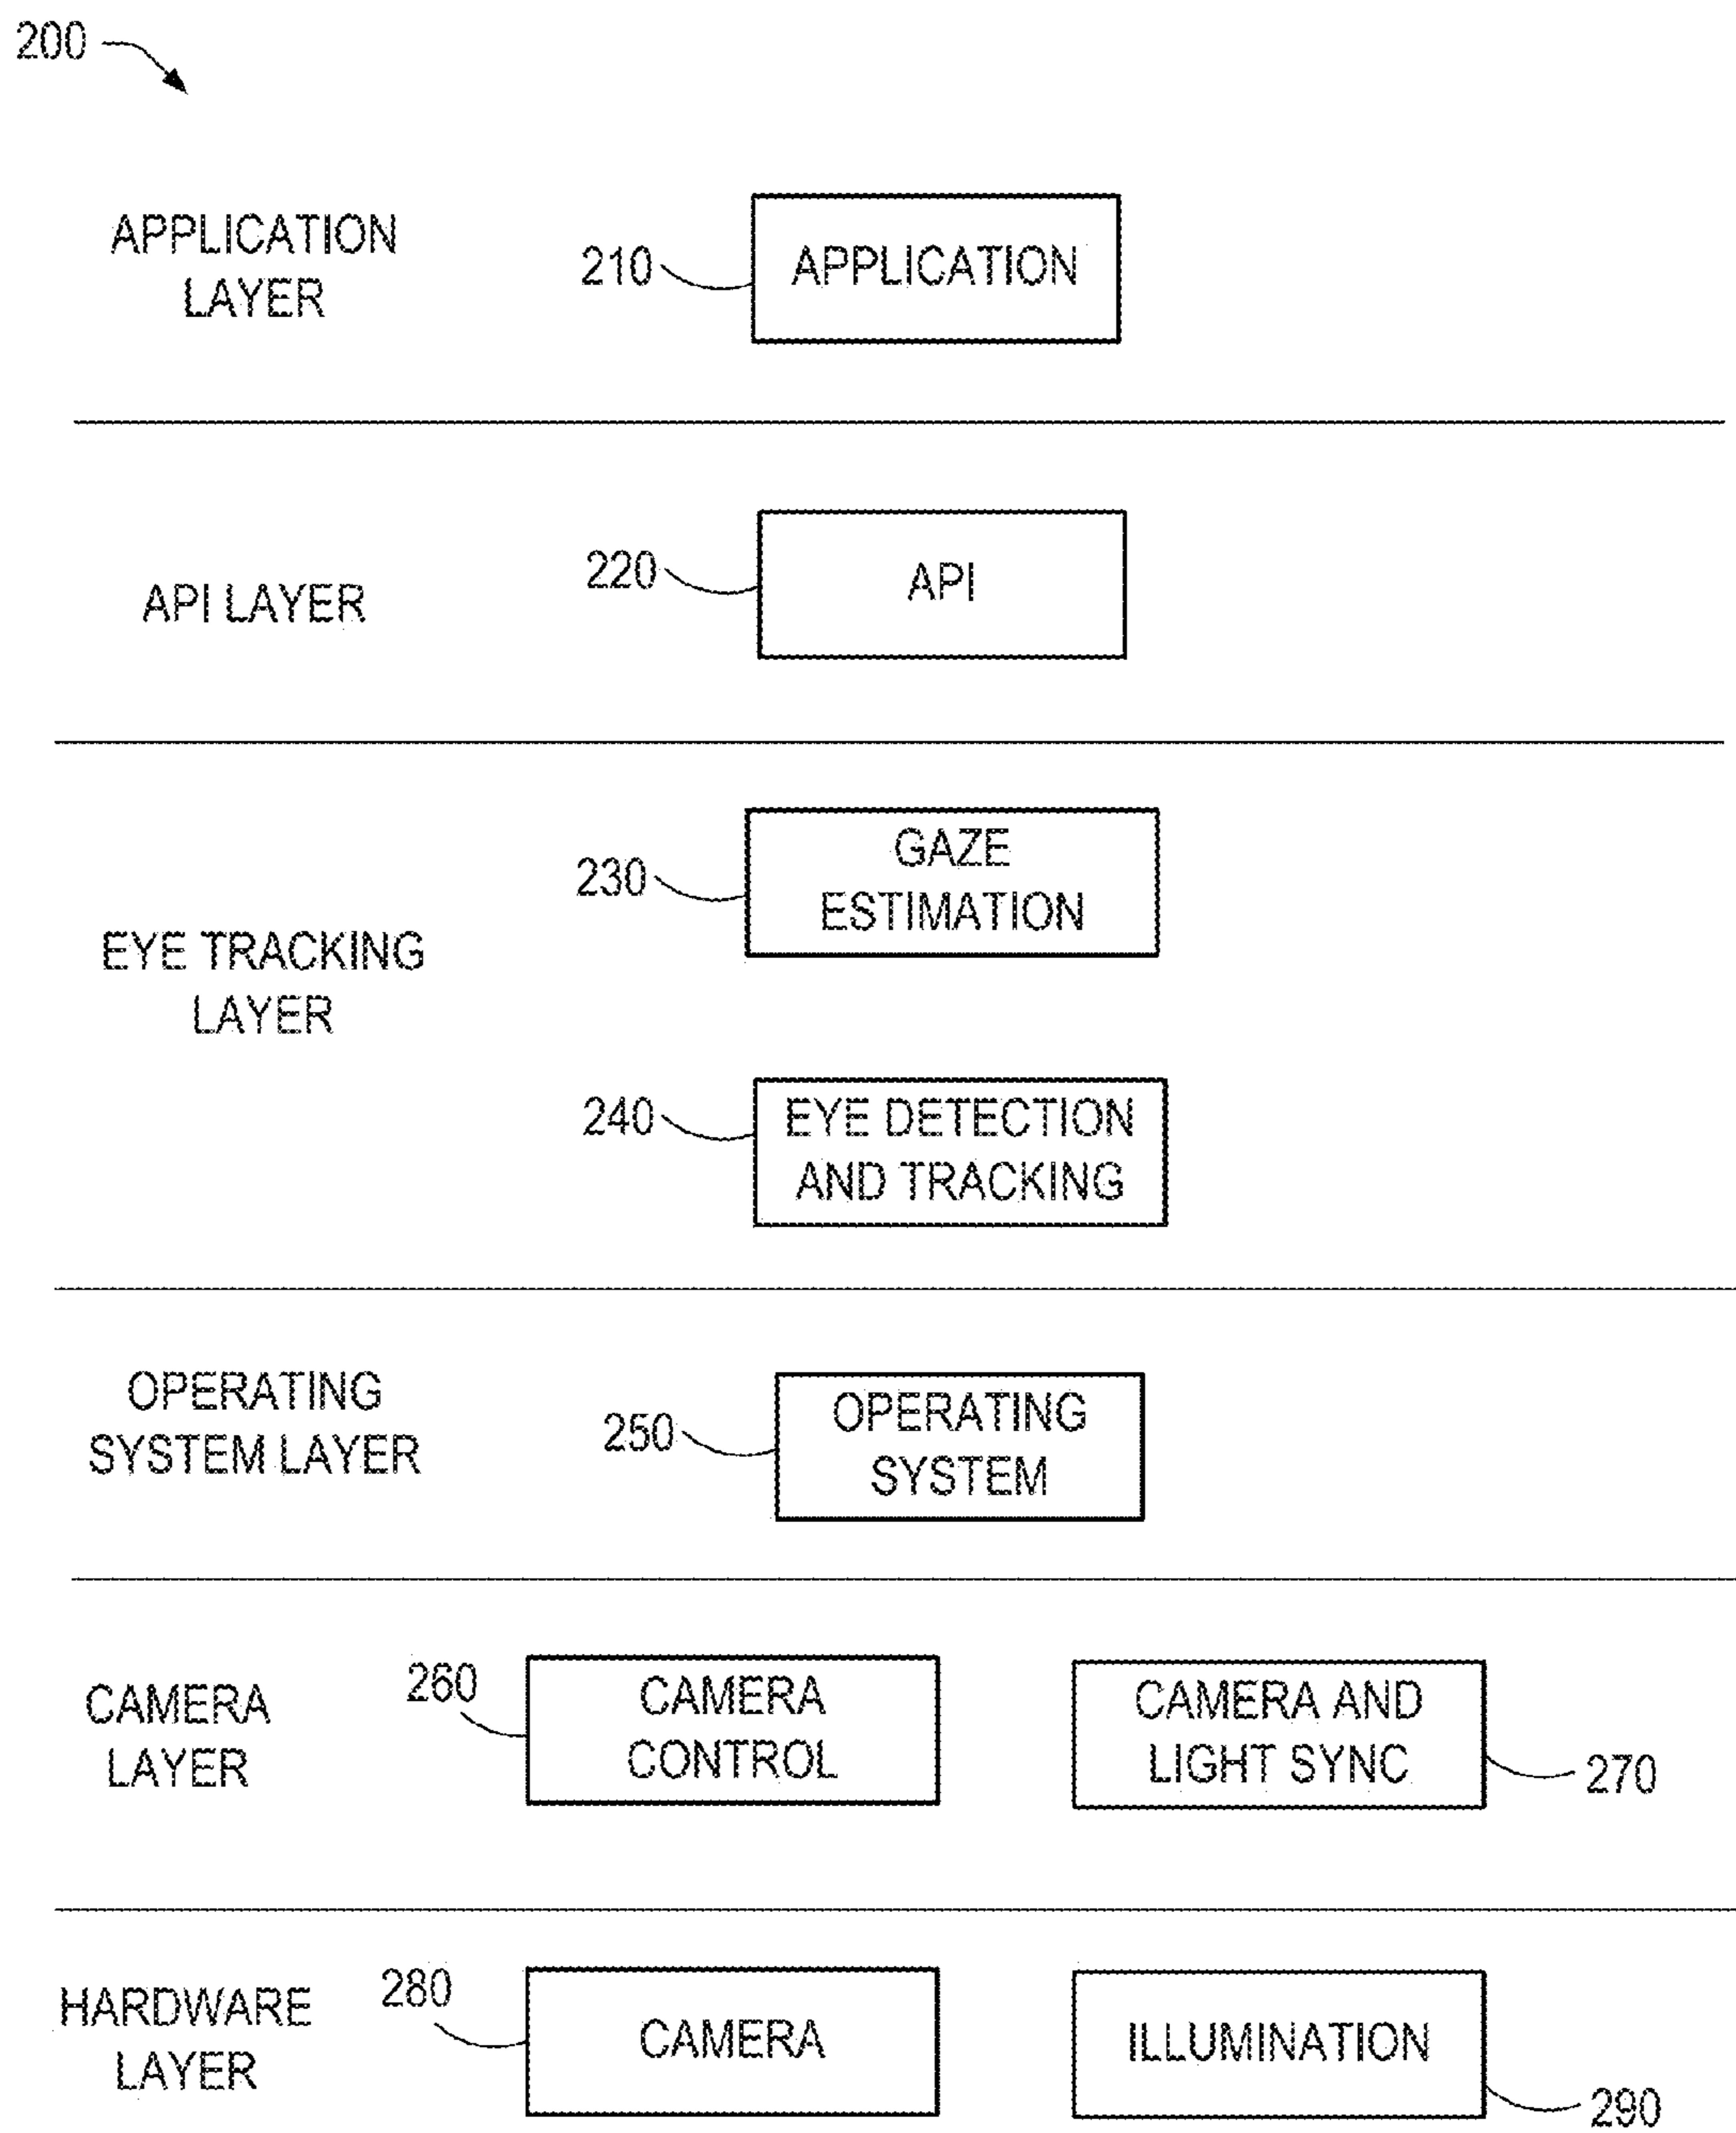 200
APPLICATION
LAYER
210
APPLICATION
API LAYER
220
API
EYE TRACKING
LAYER
230
GAZE
ESTIMATION
240
EYE DETECTION
AND TRACKING
OPERATING
SYSTEM LAYER
250
OPERATING
SYSTEM
CAMERA
LAYER
260
CAMERA
CONTROL
CAMERA AND
LIGHT SYNC
270
HARDWARE
LAYER
280
CAMERA
ILLUMINATION
290